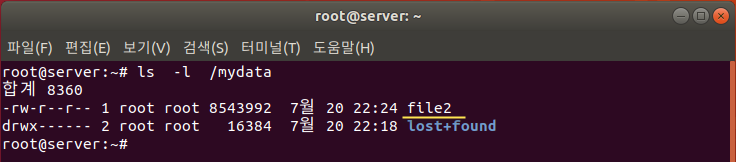 root@server: ~
파일(F) 편집(E) 보기(V) 검색(S) 터미널(T) 도움말(H)
root@server:~# ls  -l  /mydata
합계 8360
-rw-r--r-- 1 root root 8543992  7월 20 22:24 file2
drwx------ 2 root root   16384  7월 20 22:18 lost+found
root@server:~#